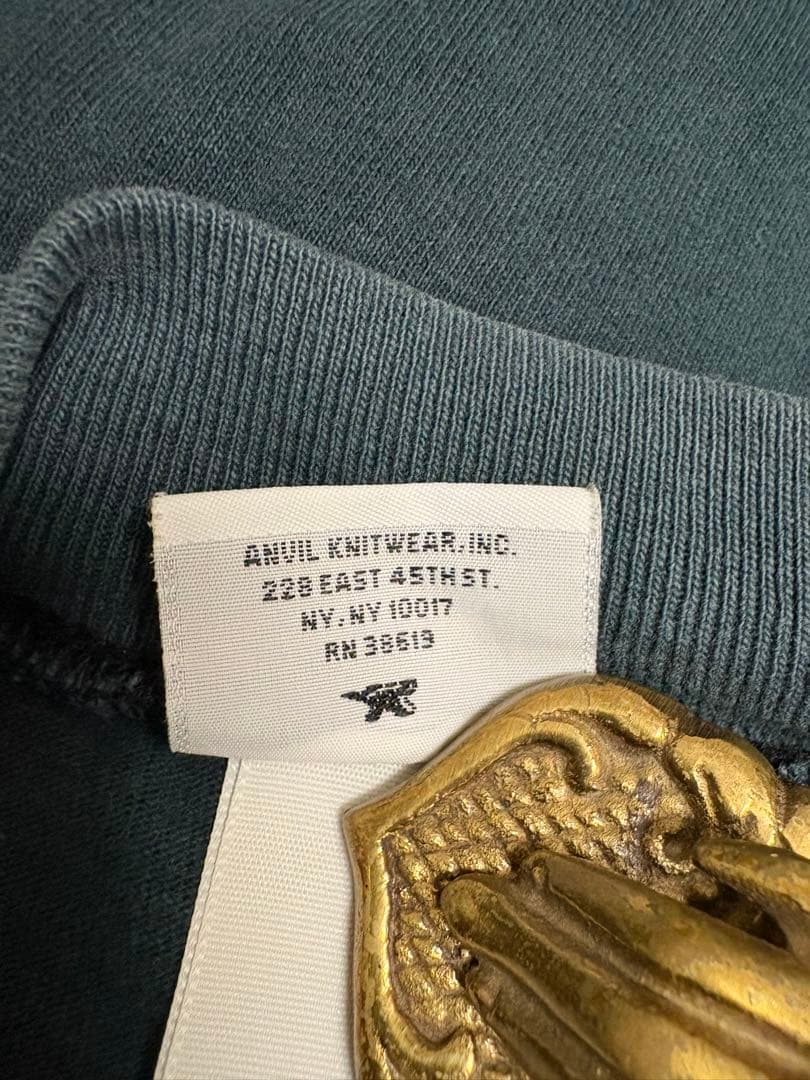 ANVIL KNITWEAR, INC.
228 EAST 45TH ST.
NY, NY 10017
RN 38619